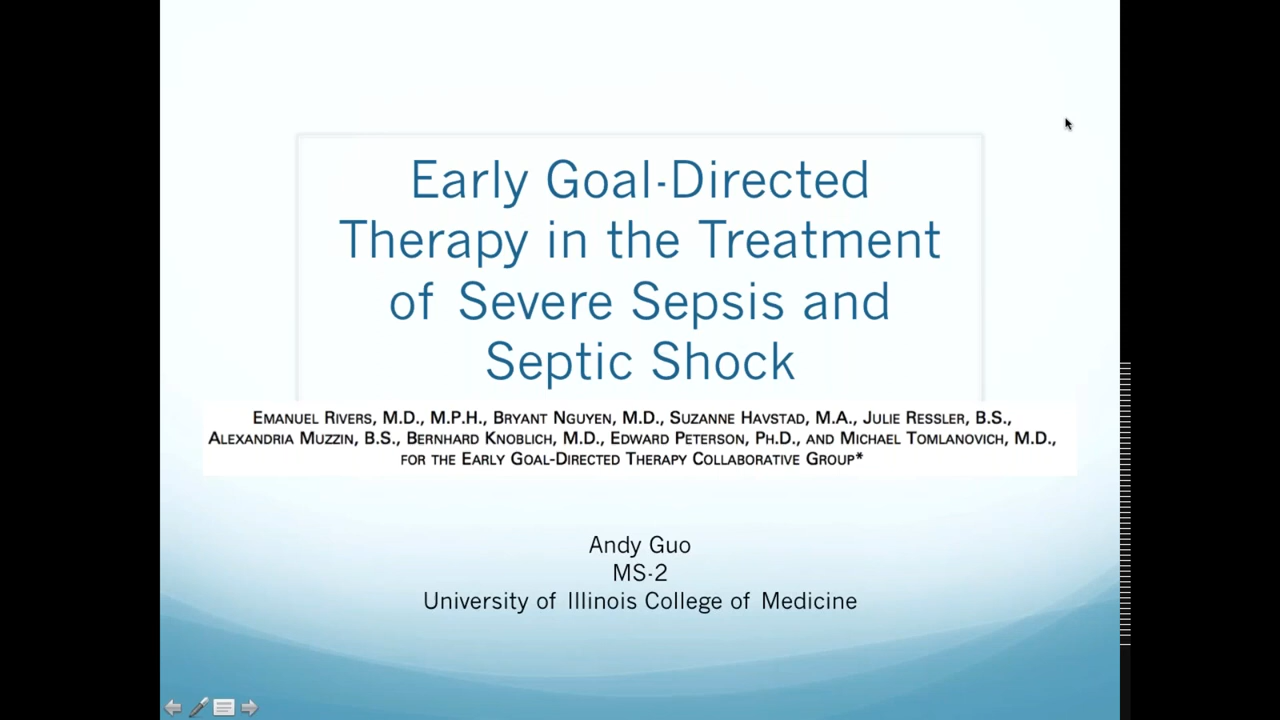 Early Goal-Directed
Therapy in the Treatment
of Severe Sepsis and
Septic Shock
EMANUEL RIVERS, M.D., M.P.H., BRYANT NGUYEN, M.D., SUZANNE HAVSTAD, M.A., JULIE RESSLER, B.S.,
ALEXANDRIA MUZZIN, B.S., BERNHARD KNOBLICH, M.D., EDWARD PETERSON, PH.D., AND MICHAEL TOMLANOVICH, M.D.,
FOR THE EARLY GOAL-DIRECTED THERAPY COLLABORATIVE GROUP*
Andy Guo
MS-2
University of Illinois College of Medicine